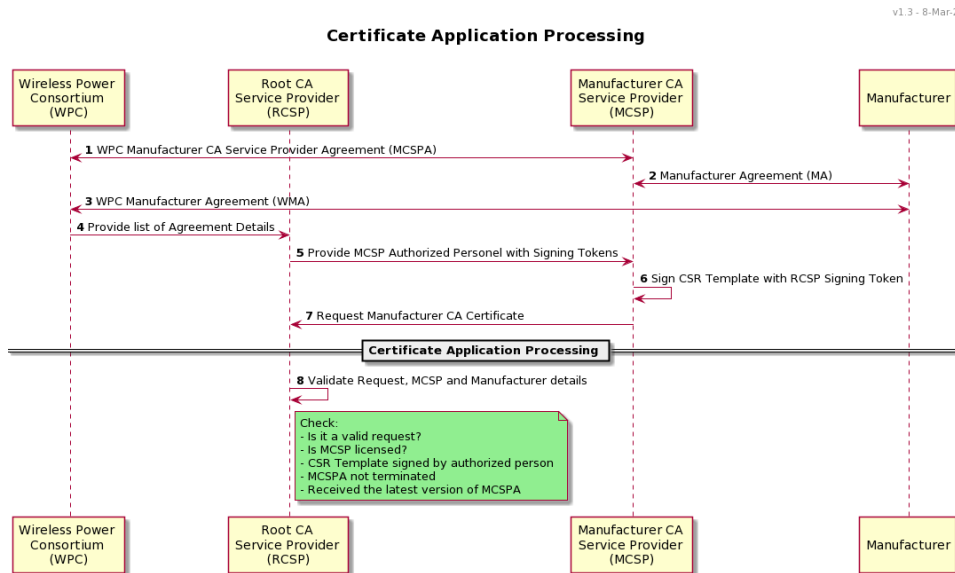 v1.3 - 8-Mar-2
Certificate Application Processing
Wireless Power
Consortium
(WPC)
Root CA
Service Provider
(RCSP)
Manufacturer CA
Service Provider
(MCSP)
Manufacturer
1 WPC Manufacturer CA Service Provider Agreement (MCSPA)
2 Manufacturer Agreement (MA)
3 WPC Manufacturer Agreement (WMA)
4 Provide list of Agreement Details
5 Provide MCSP Authorized Personel with Signing Tokens
6 Sign CSR Template with RCSP Signing Token
7 Request Manufacturer CA Certificate
Certificate Application Processing
8 Validate Request, MCSP and Manufacturer details
Check:
- Is it a valid request?
- Is MCSP licensed?
- CSR Template signed by authorized person
- MCSPA not terminated
- Received the latest version of MCSPA
Wireless Power
Consortium
(WPC)
Root CA
Service Provider
(RCSP)
Manufacturer CA
Service Provider
(MCSP)
Manufacturer